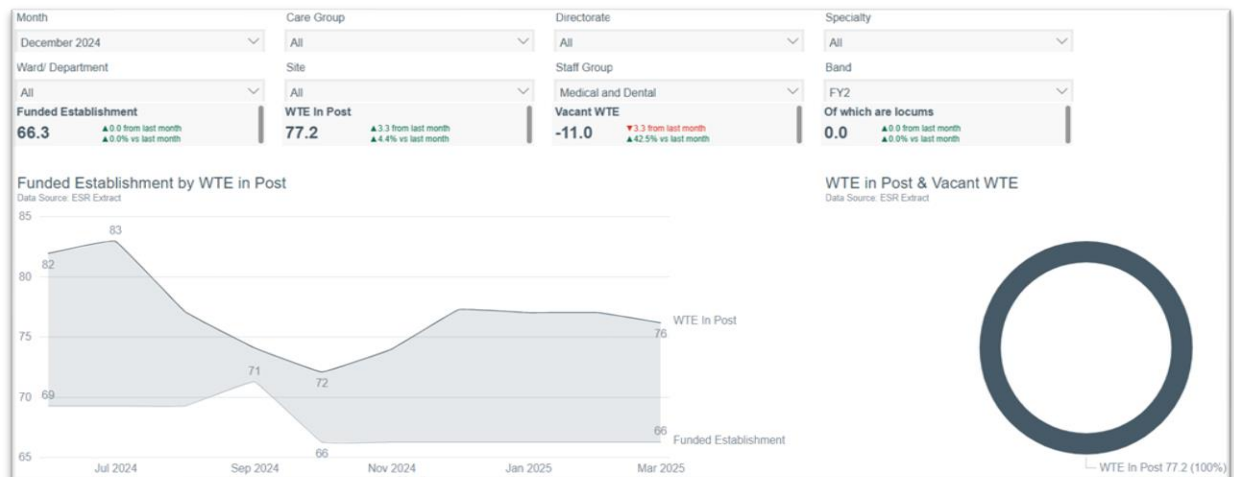 Month Care Group Directorate Specialty
December 2024 All All All
Ward/ Department Site Staff Group Band
All All Medical and Dental FY2
Funded Establishment WTE In Post Vacant WTE Of which are locums
66.3 ▲0.0 from last month 77.2 ▲3.3 from last month -11.0 ▼3.3 from last month 0.0 ▲0.0 from last month
▲0.0% vs last month ▲4.4% vs last month ▲42.5% vs last month ▲0.0% vs last month
Funded Establishment by WTE in Post
Data Source: ESR Extract
85
83
82
80
75
WTE In Post
76
71
72
70
69
66
Funded Establishment
66
65
Jul 2024 Sep 2024 Nov 2024 Jan 2025 Mar 2025
WTE in Post & Vacant WTE
Data Source: ESR Extract
WTE In Post 77.2 (100%)